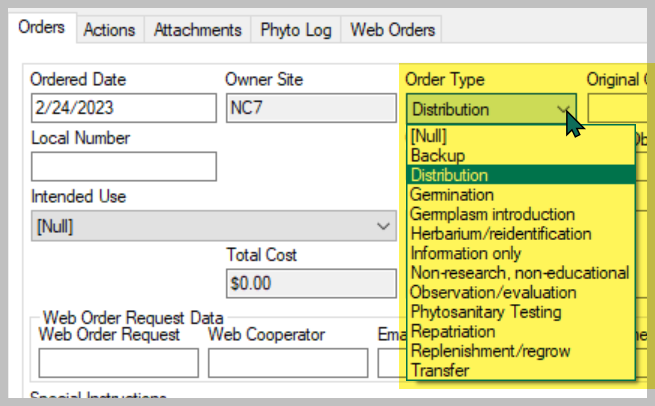 Orders Actions Attachments Phyto Log Web Orders
Ordered Date Owner Site Order Type Original
2/24/2023 NC7 Distribution
Local Number
[Null]
Backup
Distribution
Intended Use
Germination
[Null]
Germplasm introduction
Herbarium/reidentification
Total Cost
Information only
$0.00
Non-research, non-educational
Observation/evaluation
Web Order Request Data
Phytosanitary Testing
Web Order Request Web Cooperator
Repatriation
Replenishment/regrow
Transfer
Special Instructions